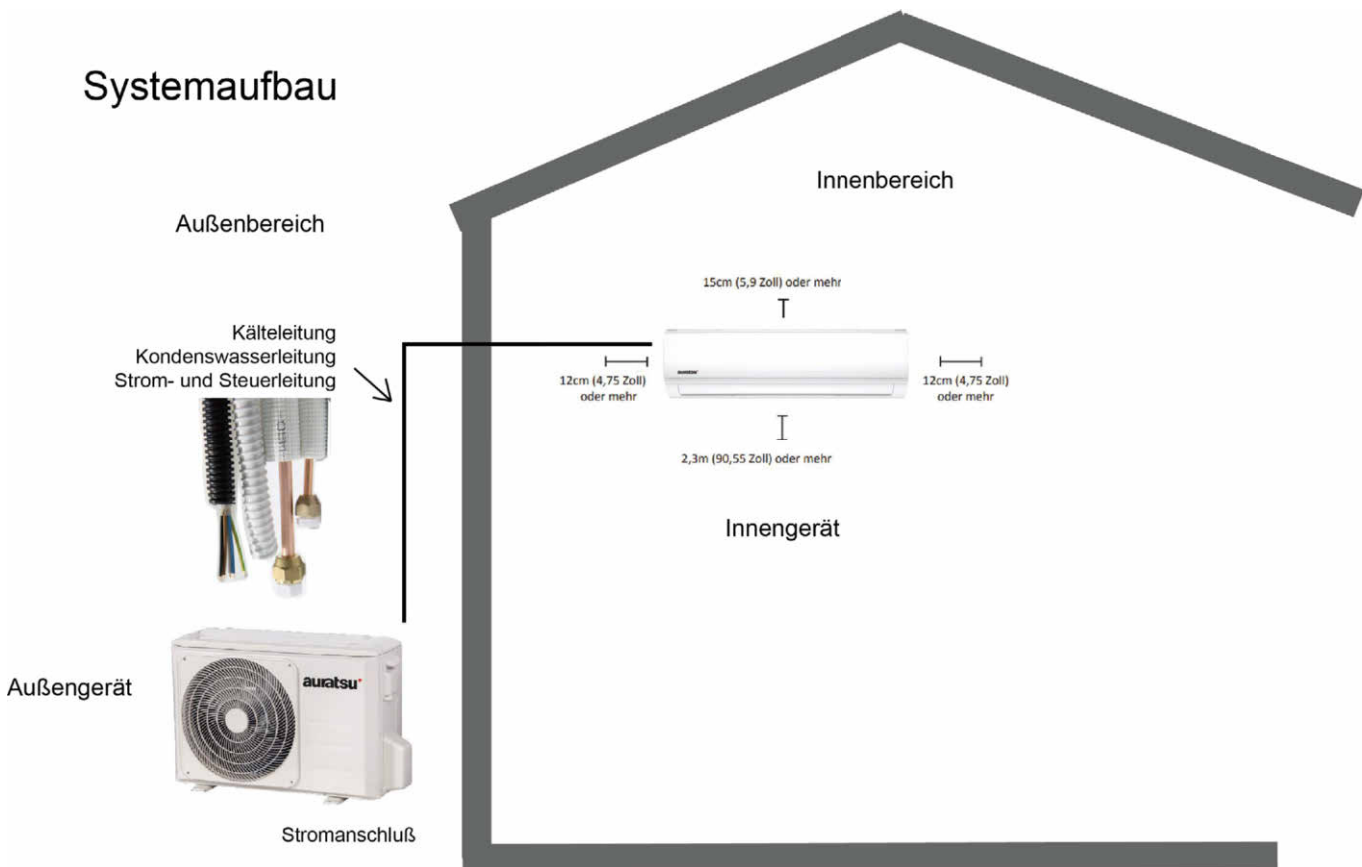 Systemaufbau
Innenbereich
Außenbereich
15cm (5,9 Zoll) oder mehr
Kälteleitung
Kondenswasserleitung
Strom- und Steuerleitung
12cm (4,75 Zoll)
oder mehr
auratsu
12cm (4,75 Zoll)
oder mehr
2,3m (90,55 Zoll) oder mehr
Innengerät
Außengerät
auratsu
Stromanschluß